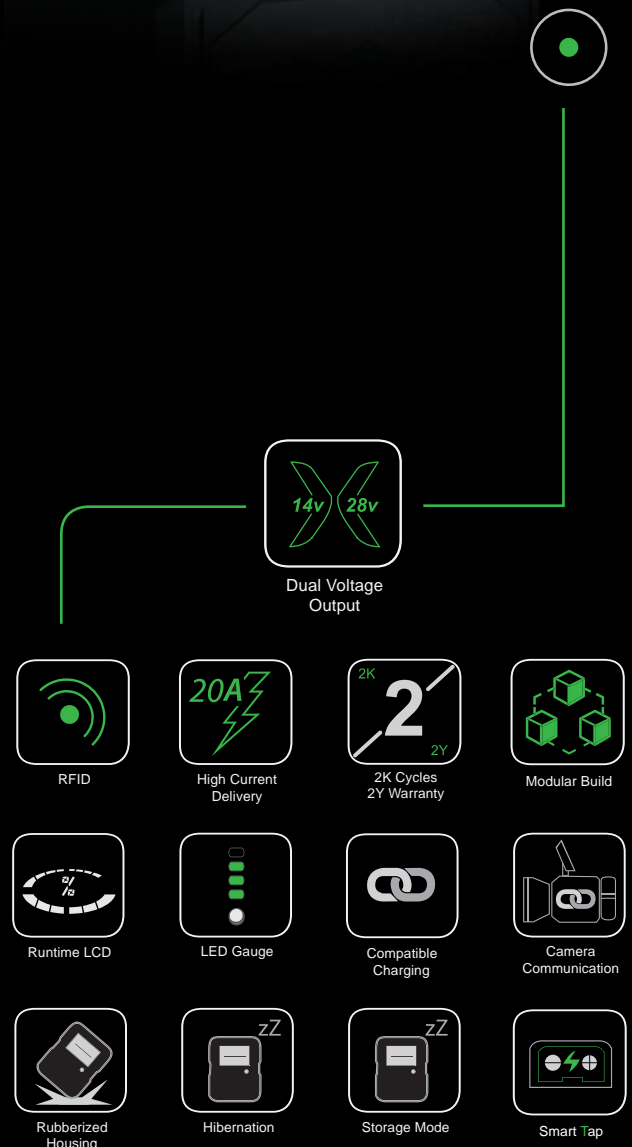 14v 28v
Dual Voltage
Output
RFID
20A
High Current
Delivery
2K
2
2Y
2K Cycles
2Y Warranty
Modular Build
%
Runtime LCD
LED Gauge
Compatible
Charging
Camera
Communication
Rubberized
Housing
zZ
Hibernation
zZ
Storage Mode
Smart Tap